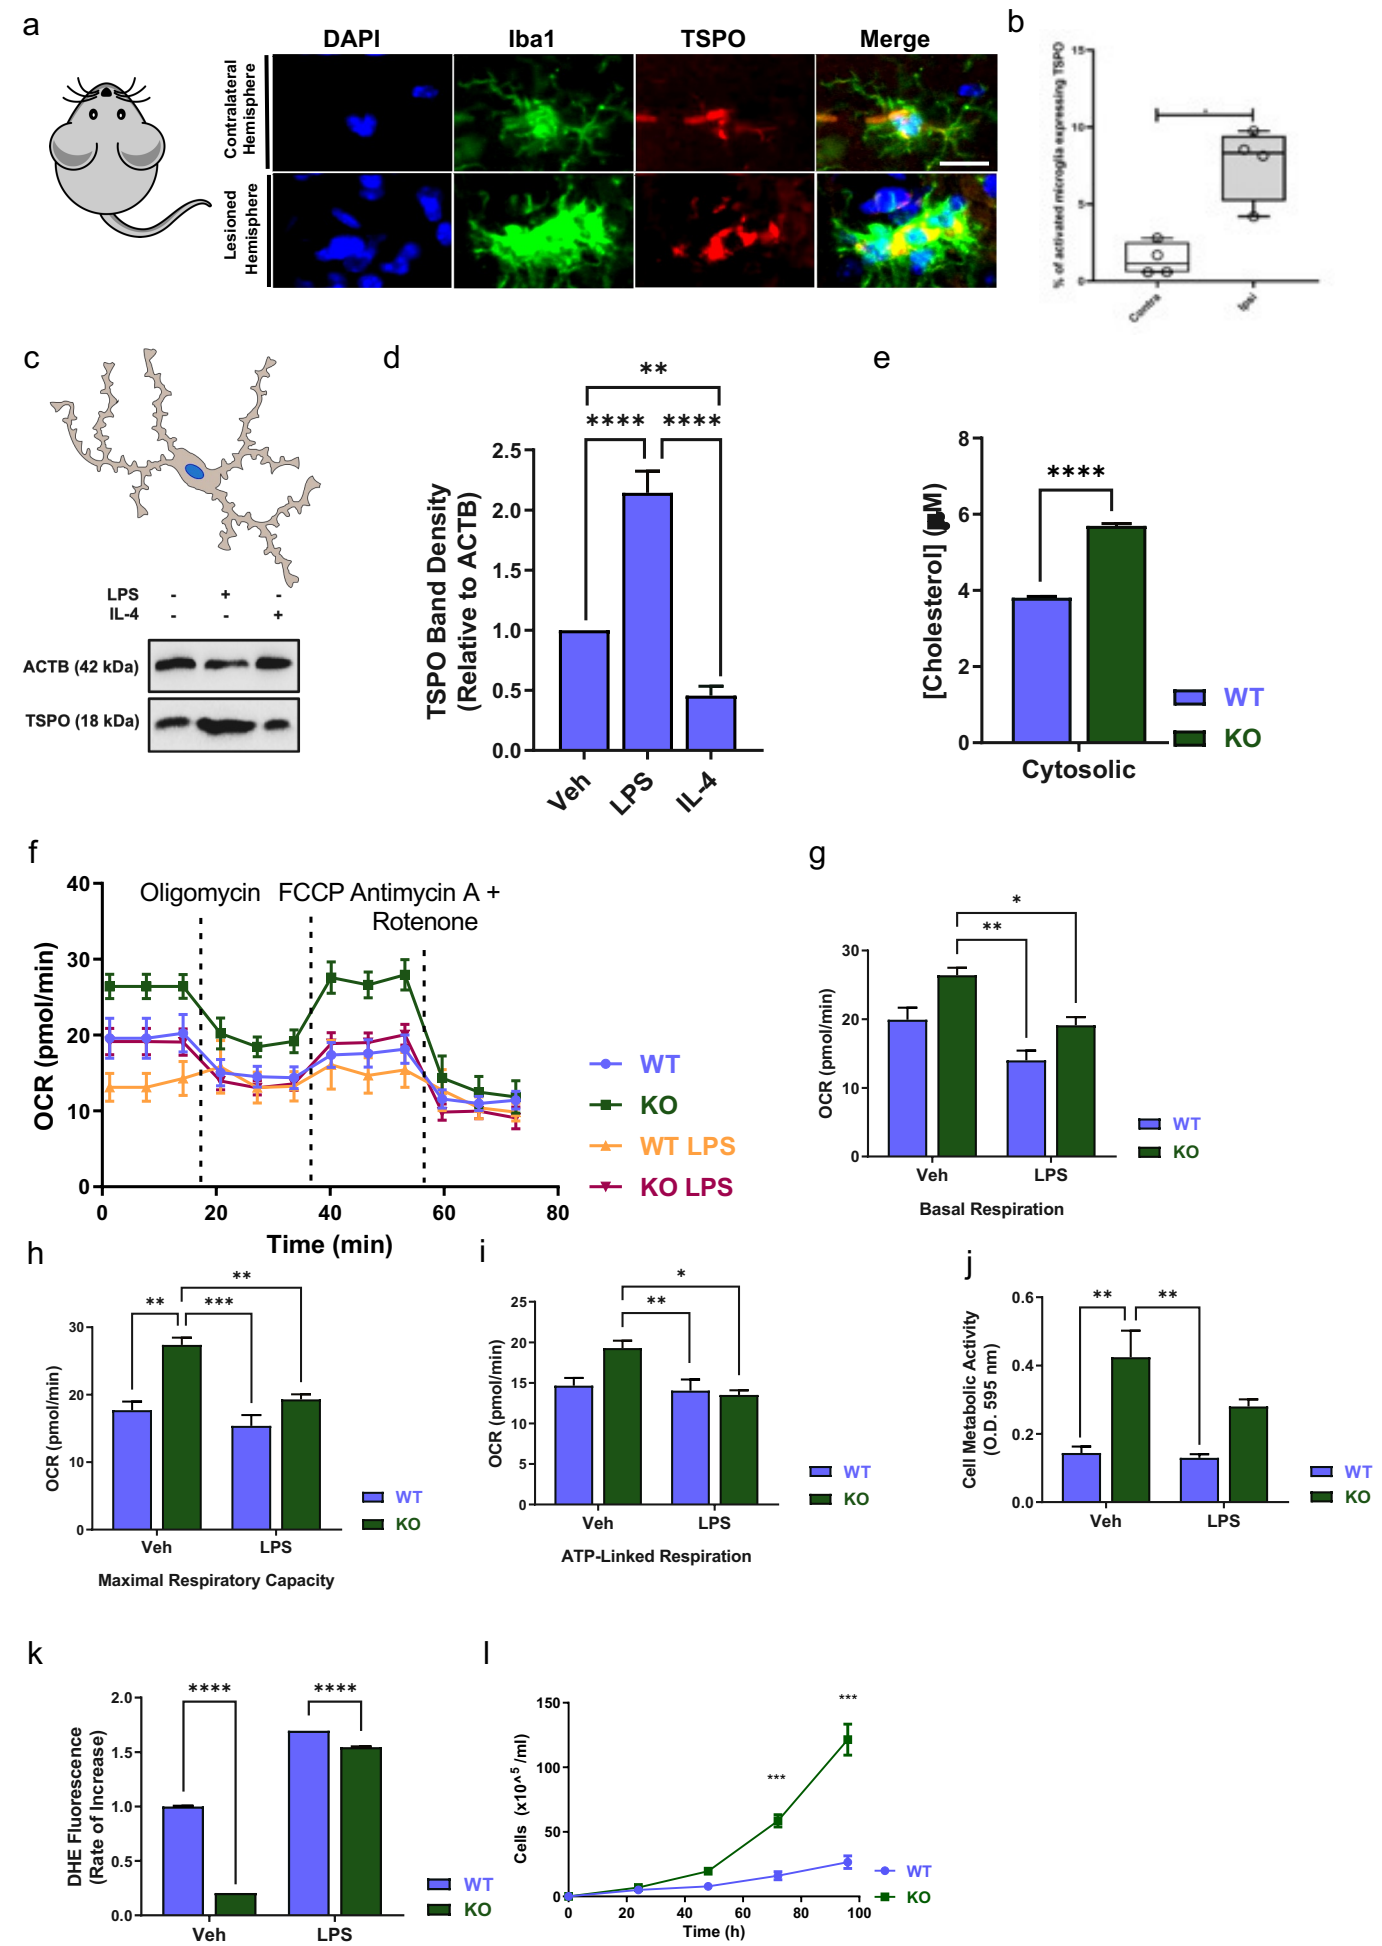 a
DAPI
Iba1
TSPO
Merge
Contralateral
Hemisphere
Lesioned
Hemisphere
b
% of activated microglia expressing TSPO
15
10
5
0
Contra
Ipsi
c
LPS - + -
IL-4 - - +
ACTB (42 kDa)
TSPO (18 kDa)
d
**
**** ****
TSPO Band Density
(Relative to ACTB)
2.5
2.0
1.5
1.0
0.5
0.0
Veh
LPS
IL-4
e
****
[Cholesterol] (μM)
8
6
4
2
0
Cytosolic
WT
KO
f
OCR (pmol/min)
40
30
20
10
0
Oligomycin
FCCP
Antimycin A +
Rotenone
0 20 40 60 80
Time (min)
WT
KO
WT LPS
KO LPS
g
*
**
OCR (pmol/min)
30
20
10
0
Veh LPS
Basal Respiration
WT
KO
h
**
** ***
OCR (pmol/min)
30
20
10
0
Veh LPS
Maximal Respiratory Capacity
WT
KO
i
*
**
OCR (pmol/min)
25
20
15
10
5
0
Veh LPS
ATP-Linked Respiration
WT
KO
j
** **
Cell Metabolic Activity
(O.D. 595 nm)
0.6
0.4
0.2
0.0
Veh LPS
WT
KO
k
**** ****
DHE Fluorescence
(Rate of Increase)
2.0
1.5
1.0
0.5
0.0
Veh LPS
WT
KO
l
***
***
Cells (x10^5 /ml)
150
100
50
0
0 20 40 60 80 100
Time (h)
WT
KO